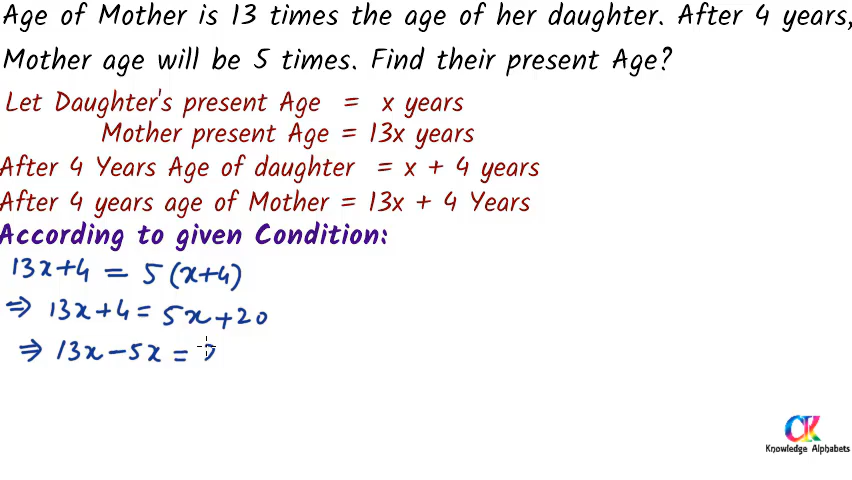 Age of Mother is 13 times the age of her daughter. After 4 years,
Mother age will be 5 times. Find their present Age?
Let Daughter's present Age = x years
Mother present Age = 13x years
After 4 Years Age of daughter = x + 4 years
After 4 years age of Mother = 13x + 4 Years
According to given Condition:
13x+4 = 5(x+4)
⇒ 13x+4 = 5x+20
⇒ 13x-5x =
CK
Knowledge Alphabets